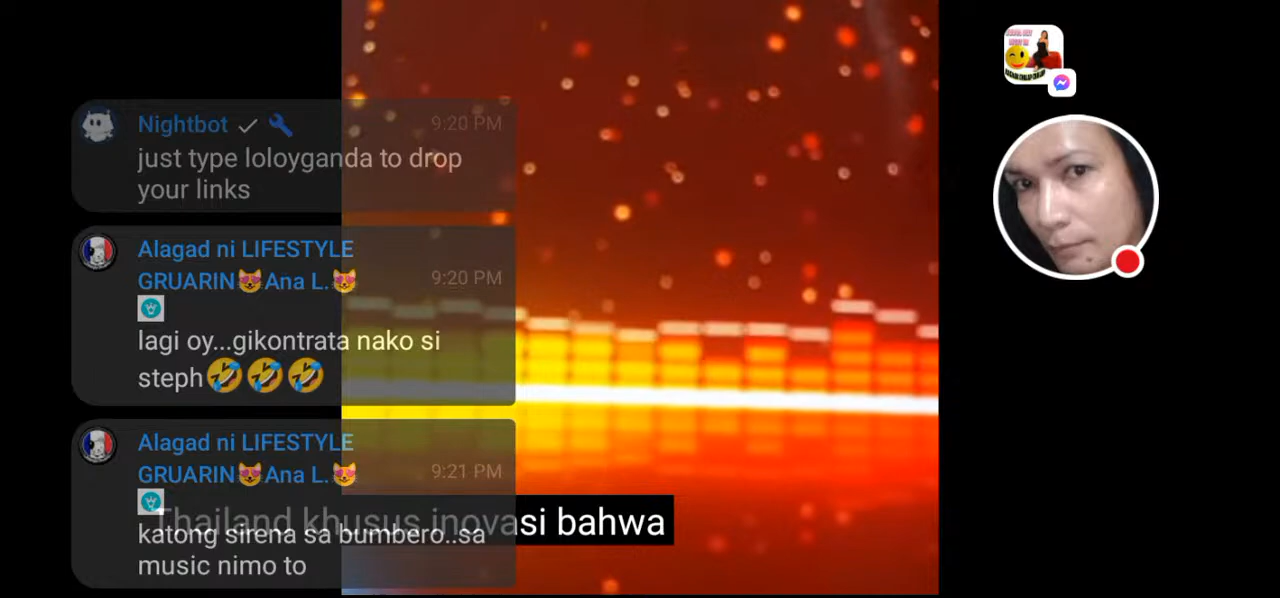 Nightbot 9:20 PM
just type loloyganda to drop
your links
Alagad ni LIFESTYLE
GRUARIN😻Ana L.😻 9:20 PM
lagi oy...gikontrata nako si
steph🤣🤣🤣
Alagad ni LIFESTYLE
GRUARIN😻Ana L.😻 9:21 PM
katong sirena sa bumbero..sa
music nimo to
Thailand khusus inovasi bahwa